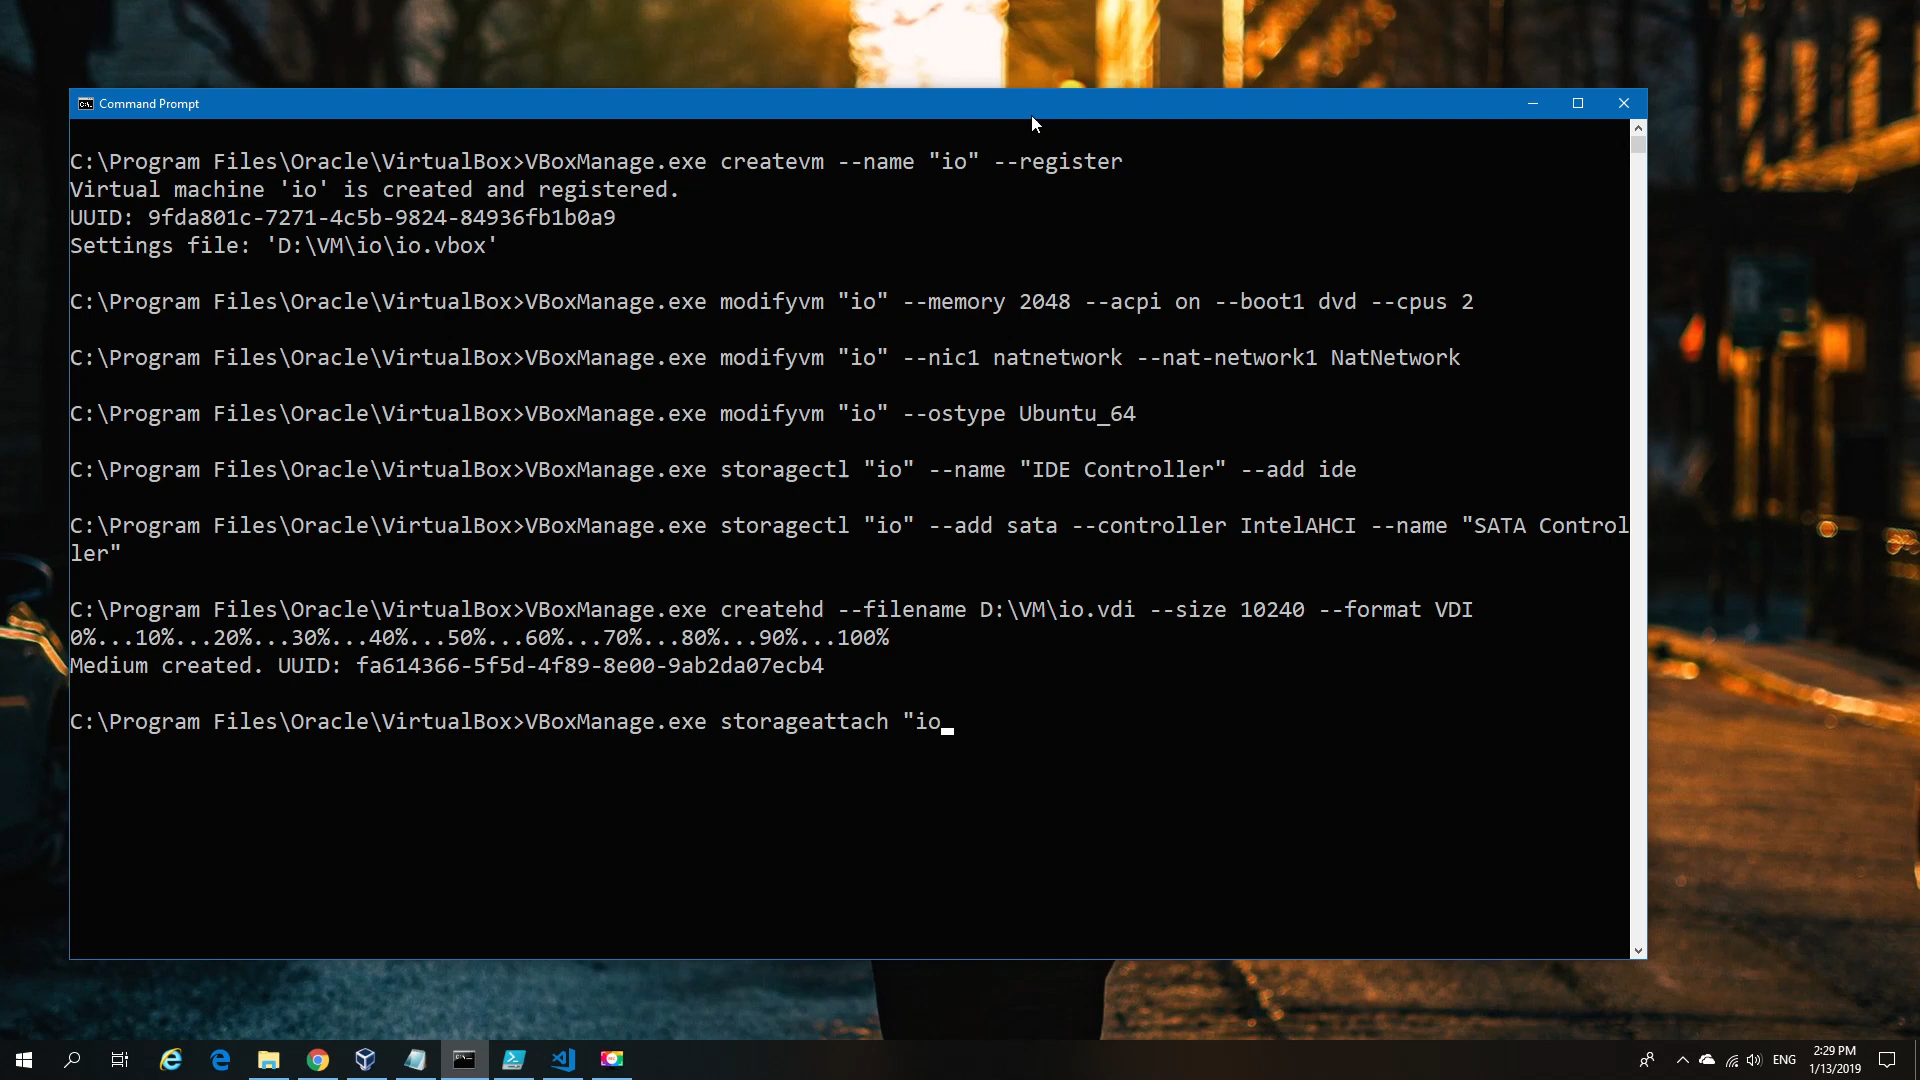 Command Prompt
C:\Program Files\Oracle\VirtualBox>VBoxManage.exe createvm --name "io" --register
Virtual machine 'io' is created and registered.
UUID: 9fda801c-7271-4c5b-9824-84936fb1b0a9
Settings file: 'D:\VM\io\io.vbox'
C:\Program Files\Oracle\VirtualBox>VBoxManage.exe modifyvm "io" --memory 2048 --acpi on --boot1 dvd --cpus 2
C:\Program Files\Oracle\VirtualBox>VBoxManage.exe modifyvm "io" --nic1 natnetwork --nat-network1 NatNetwork
C:\Program Files\Oracle\VirtualBox>VBoxManage.exe modifyvm "io" --ostype Ubuntu_64
C:\Program Files\Oracle\VirtualBox>VBoxManage.exe storagectl "io" --name "IDE Controller" --add ide
C:\Program Files\Oracle\VirtualBox>VBoxManage.exe storagectl "io" --add sata --controller IntelAHCI --name "SATA Control
ler"
C:\Program Files\Oracle\VirtualBox>VBoxManage.exe createhd --filename D:\VM\io.vdi --size 10240 --format VDI
0%...10%...20%...30%...40%...50%...60%...70%...80%...90%...100%
Medium created. UUID: fa614366-5f5d-4f89-8e00-9ab2da07ecb4
C:\Program Files\Oracle\VirtualBox>VBoxManage.exe storageattach "io
ENG
2:29 PM
1/13/2019